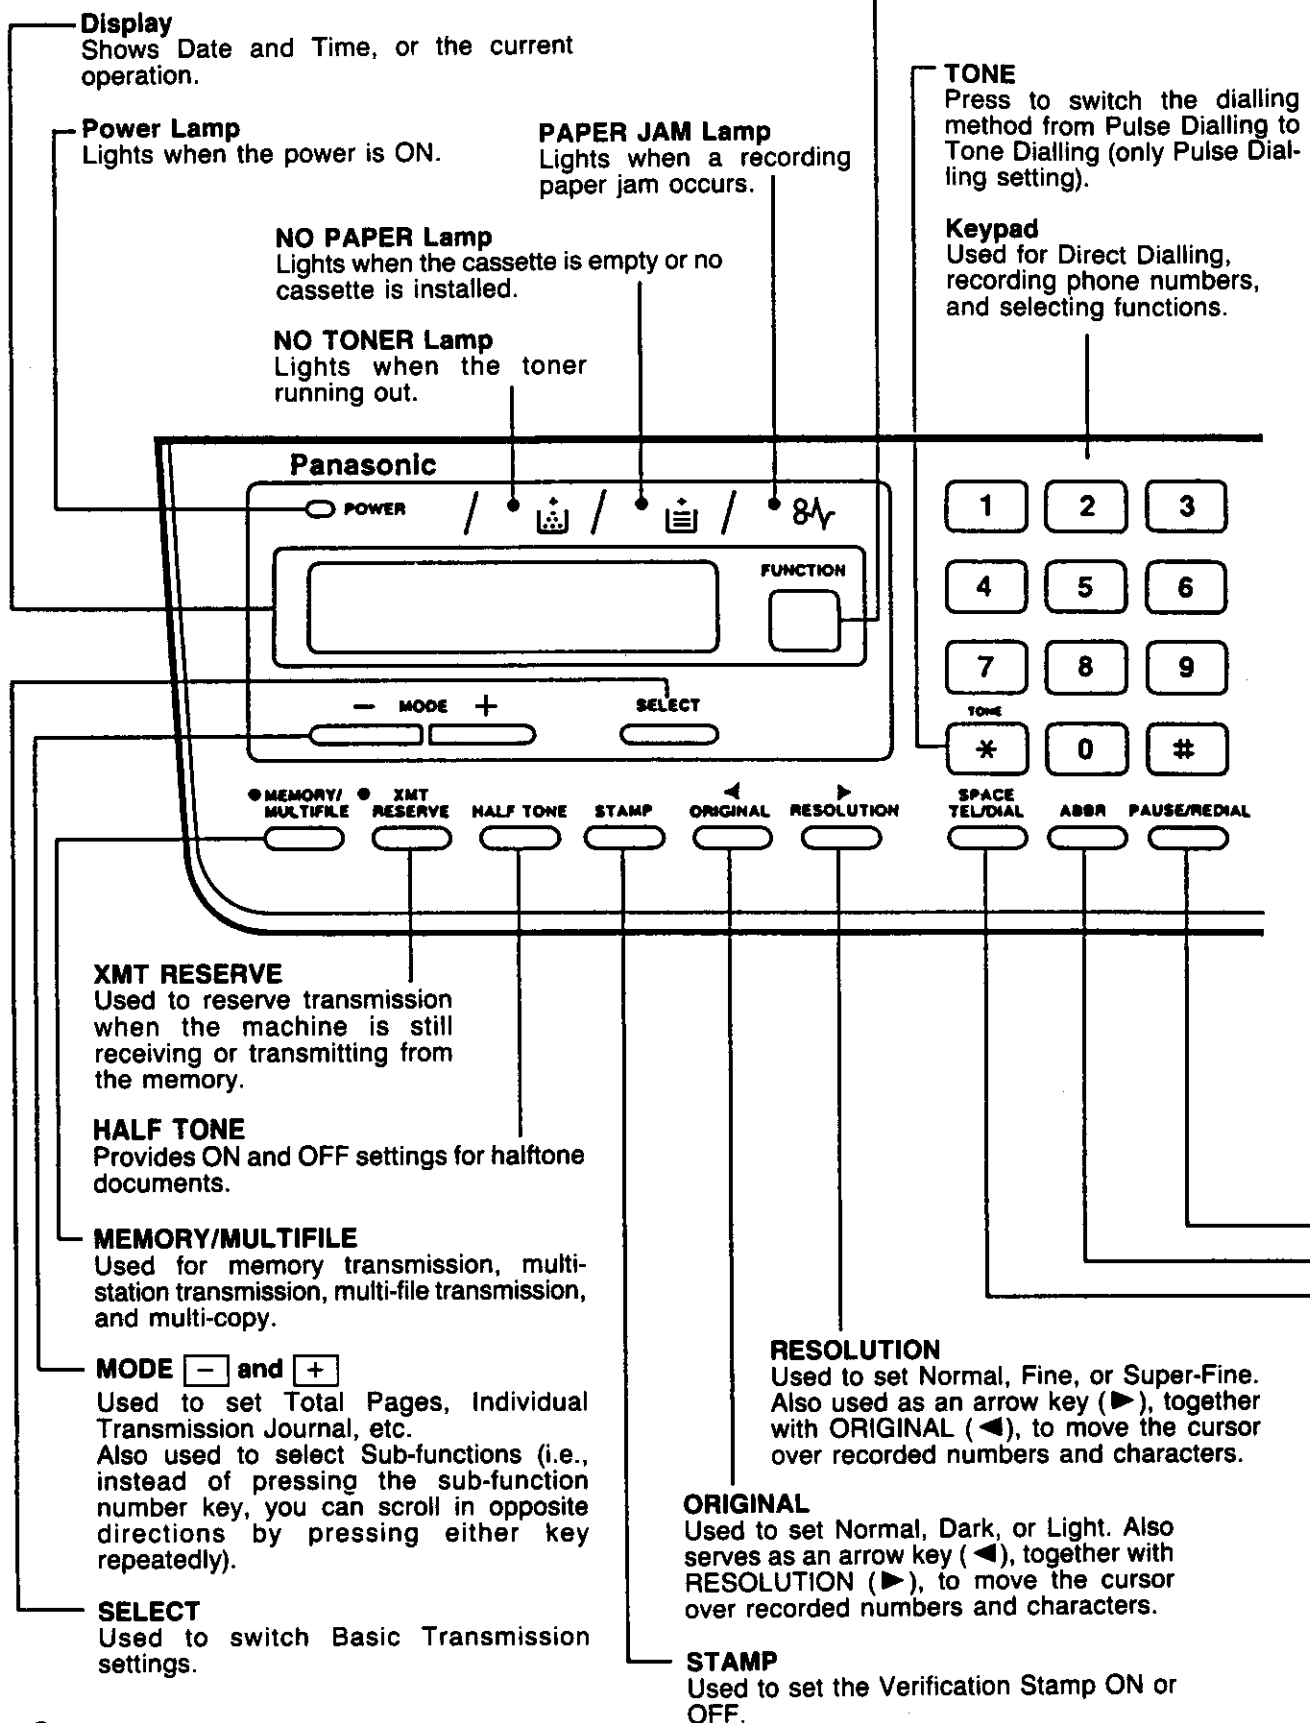 Display
Shows Date and Time, or the current
operation.
Power Lamp
Lights when the power is ON.
PAPER JAM Lamp
Lights when a recording
paper jam occurs.
NO PAPER Lamp
Lights when the cassette is empty or no
cassette is installed.
NO TONER Lamp
Lights when the toner
running out.
TONE
Press to switch the dialling
method from Pulse Dialling to
Tone Dialling (only Pulse Dial-
ling setting).
Keypad
Used for Direct Dialling,
recording phone numbers,
and selecting functions.
Panasonic
POWER
FUNCTION
− MODE +
SELECT
1 2 3
4 5 6
7 8 9
TONE
* 0 #
MEMORY/
MULTIFILE
XMT
RESERVE
HALF TONE
STAMP
◄
ORIGINAL
►
RESOLUTION
SPACE
TEL/DIAL
ABBR
PAUSE/REDIAL
XMT RESERVE
Used to reserve transmission
when the machine is still
receiving or transmitting from
the memory.
HALF TONE
Provides ON and OFF settings for halftone
documents.
MEMORY/MULTIFILE
Used for memory transmission, multi-
station transmission, multi-file transmission,
and multi-copy.
MODE − and +
Used to set Total Pages, Individual
Transmission Journal, etc.
Also used to select Sub-functions (i.e.,
instead of pressing the sub-function
number key, you can scroll in opposite
directions by pressing either key
repeatedly).
SELECT
Used to switch Basic Transmission
settings.
RESOLUTION
Used to set Normal, Fine, or Super-Fine.
Also used as an arrow key (►), together
with ORIGINAL (◄), to move the cursor
over recorded numbers and characters.
ORIGINAL
Used to set Normal, Dark, or Light. Also
serves as an arrow key (◄), together with
RESOLUTION (►), to move the cursor
over recorded numbers and characters.
STAMP
Used to set the Verification Stamp ON or
OFF.